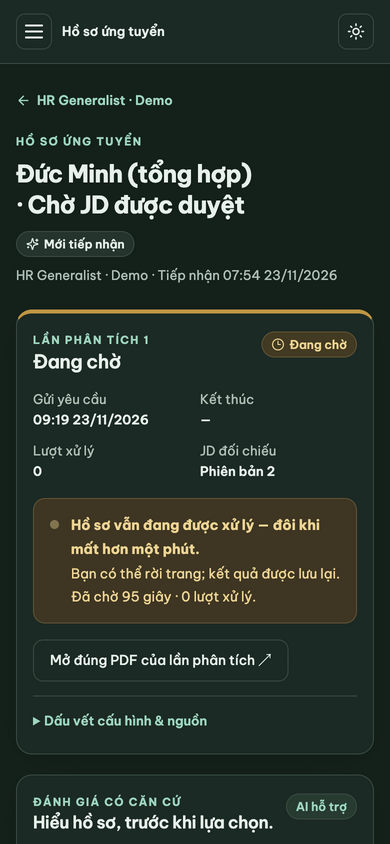 Hồ sơ ứng tuyển
← HR Generalist · Demo
HỒ SƠ ỨNG TUYỂN
Đức Minh (tổng hợp)
· Chờ JD được duyệt
Mới tiếp nhận
HR Generalist · Demo · Tiếp nhận 07:54 23/11/2026
LẦN PHÂN TÍCH 1
Đang chờ
Đang chờ
Gửi yêu cầu
09:19 23/11/2026
Kết thúc
—
Lượt xử lý
0
JD đối chiếu
Phiên bản 2
Hồ sơ vẫn đang được xử lý — đôi khi
mất hơn một phút.
Bạn có thể rời trang; kết quả được lưu lại.
Đã chờ 95 giây · 0 lượt xử lý.
Mở đúng PDF của lần phân tích ↗
▶ Dấu vết cấu hình & nguồn
ĐÁNH GIÁ CÓ CĂN CỨ
AI hỗ trợ
Hiểu hồ sơ, trước khi lựa chọn.